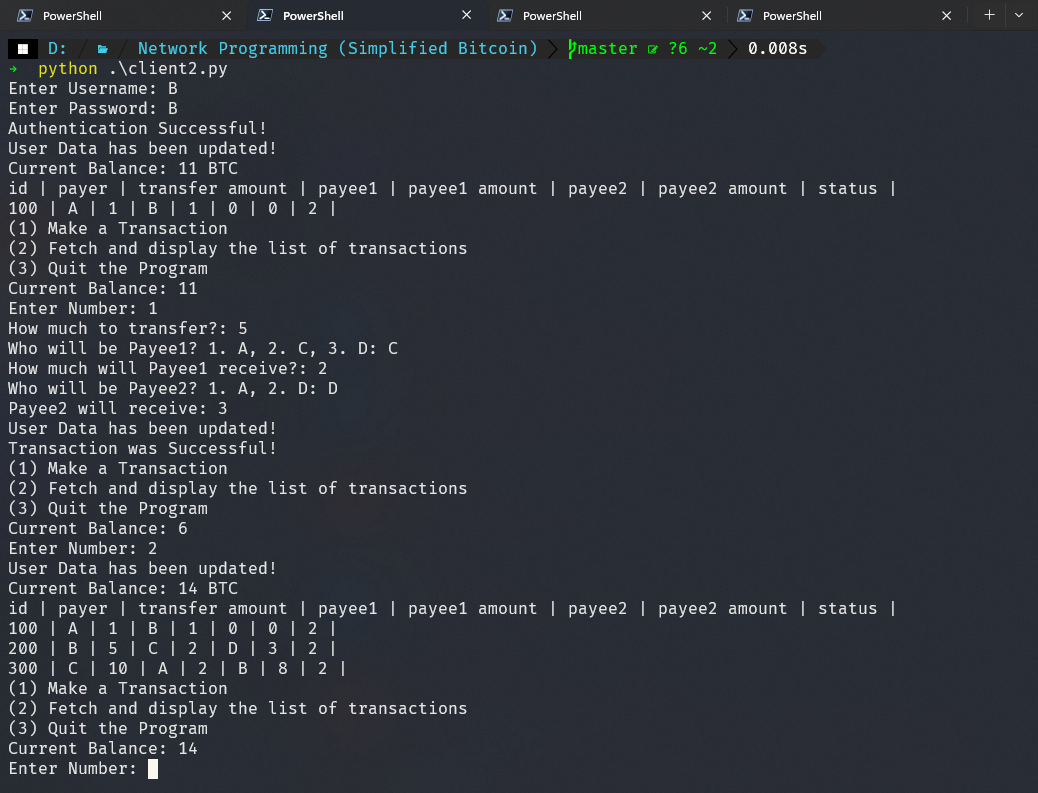 PowerShell
PowerShell
PowerShell
PowerShell
D: / / Network Programming (Simplified Bitcoin) master ?6 ~2 0.008s
→ python .\client2.py
Enter Username: B
Enter Password: B
Authentication Successful!
User Data has been updated!
Current Balance: 11 BTC
id | payer | transfer amount | payee1 | payee1 amount | payee2 | payee2 amount | status |
100 | A | 1 | B | 1 | 0 | 0 | 2 |
(1) Make a Transaction
(2) Fetch and display the list of transactions
(3) Quit the Program
Current Balance: 11
Enter Number: 1
How much to transfer?: 5
Who will be Payee1? 1. A, 2. C, 3. D: C
How much will Payee1 receive?: 2
Who will be Payee2? 1. A, 2. D: D
Payee2 will receive: 3
User Data has been updated!
Transaction was Successful!
(1) Make a Transaction
(2) Fetch and display the list of transactions
(3) Quit the Program
Current Balance: 6
Enter Number: 2
User Data has been updated!
Current Balance: 14 BTC
id | payer | transfer amount | payee1 | payee1 amount | payee2 | payee2 amount | status |
100 | A | 1 | B | 1 | 0 | 0 | 2 |
200 | B | 5 | C | 2 | D | 3 | 2 |
300 | C | 10 | A | 2 | B | 8 | 2 |
(1) Make a Transaction
(2) Fetch and display the list of transactions
(3) Quit the Program
Current Balance: 14
Enter Number: